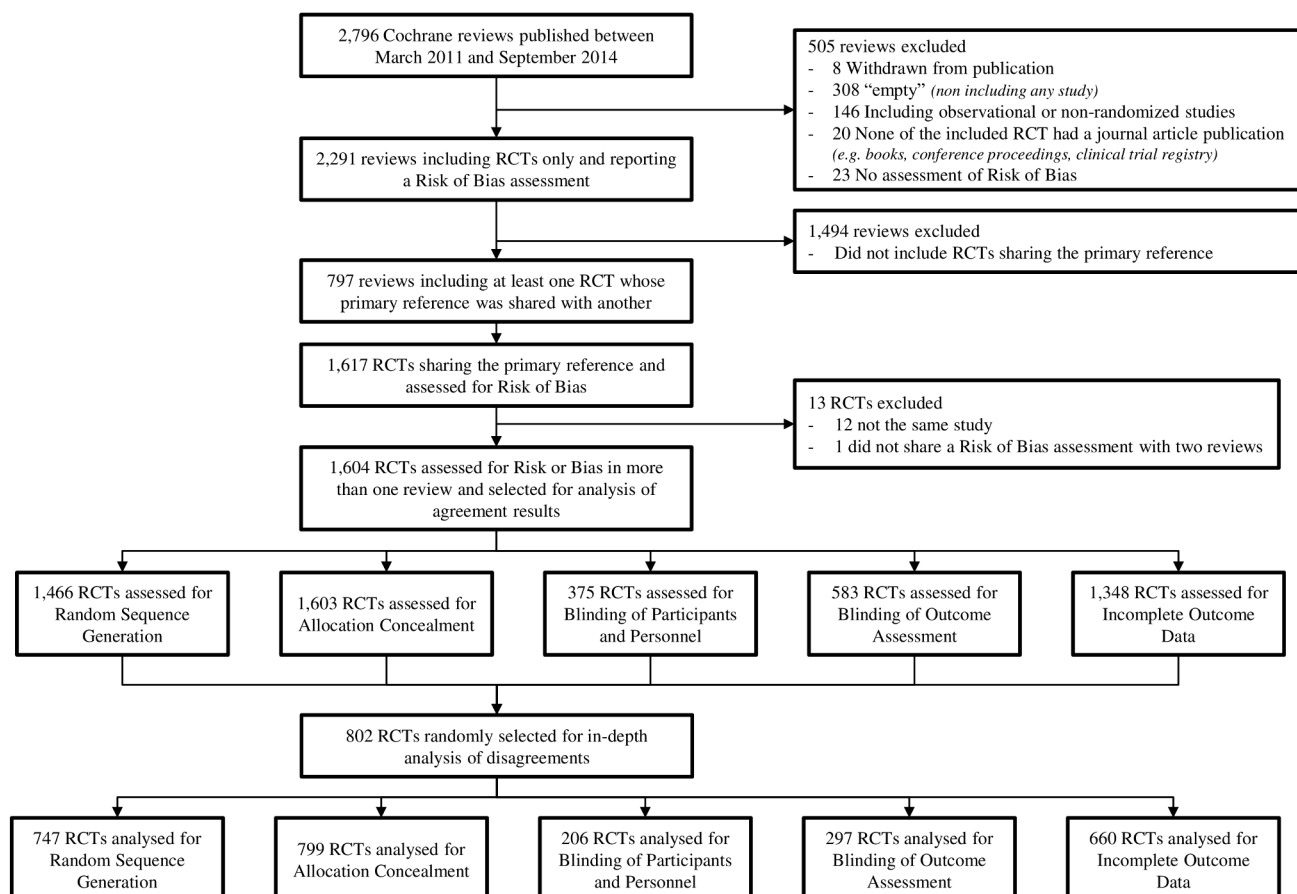 2,796 Cochrane reviews published between
March 2011 and September 2014
505 reviews excluded
- 8 Withdrawn from publication
- 308 “empty” (non including any study)
- 146 Including observational or non-randomized studies
- 20 None of the included RCT had a journal article publication
(e.g. books, conference proceedings, clinical trial registry)
- 23 No assessment of Risk of Bias
2,291 reviews including RCTs only and reporting
a Risk of Bias assessment
1,494 reviews excluded
- Did not include RCTs sharing the primary reference
797 reviews including at least one RCT whose
primary reference was shared with another
1,617 RCTs sharing the primary reference and
assessed for Risk of Bias
13 RCTs excluded
- 12 not the same study
- 1 did not share a Risk of Bias assessment with two reviews
1,604 RCTs assessed for Risk or Bias in more
than one review and selected for analysis of
agreement results
1,466 RCTs assessed for
Random Sequence
Generation
1,603 RCTs assessed for
Allocation Concealment
375 RCTs assessed for
Blinding of Participants
and Personnel
583 RCTs assessed for
Blinding of Outcome
Assessment
1,348 RCTs assessed for
Incomplete Outcome
Data
802 RCTs randomly selected for in-depth
analysis of disagreements
747 RCTs analysed for
Random Sequence
Generation
799 RCTs analysed for
Allocation Concealment
206 RCTs analysed for
Blinding of Participants
and Personnel
297 RCTs analysed for
Blinding of Outcome
Assessment
660 RCTs analysed for
Incomplete Outcome
Data